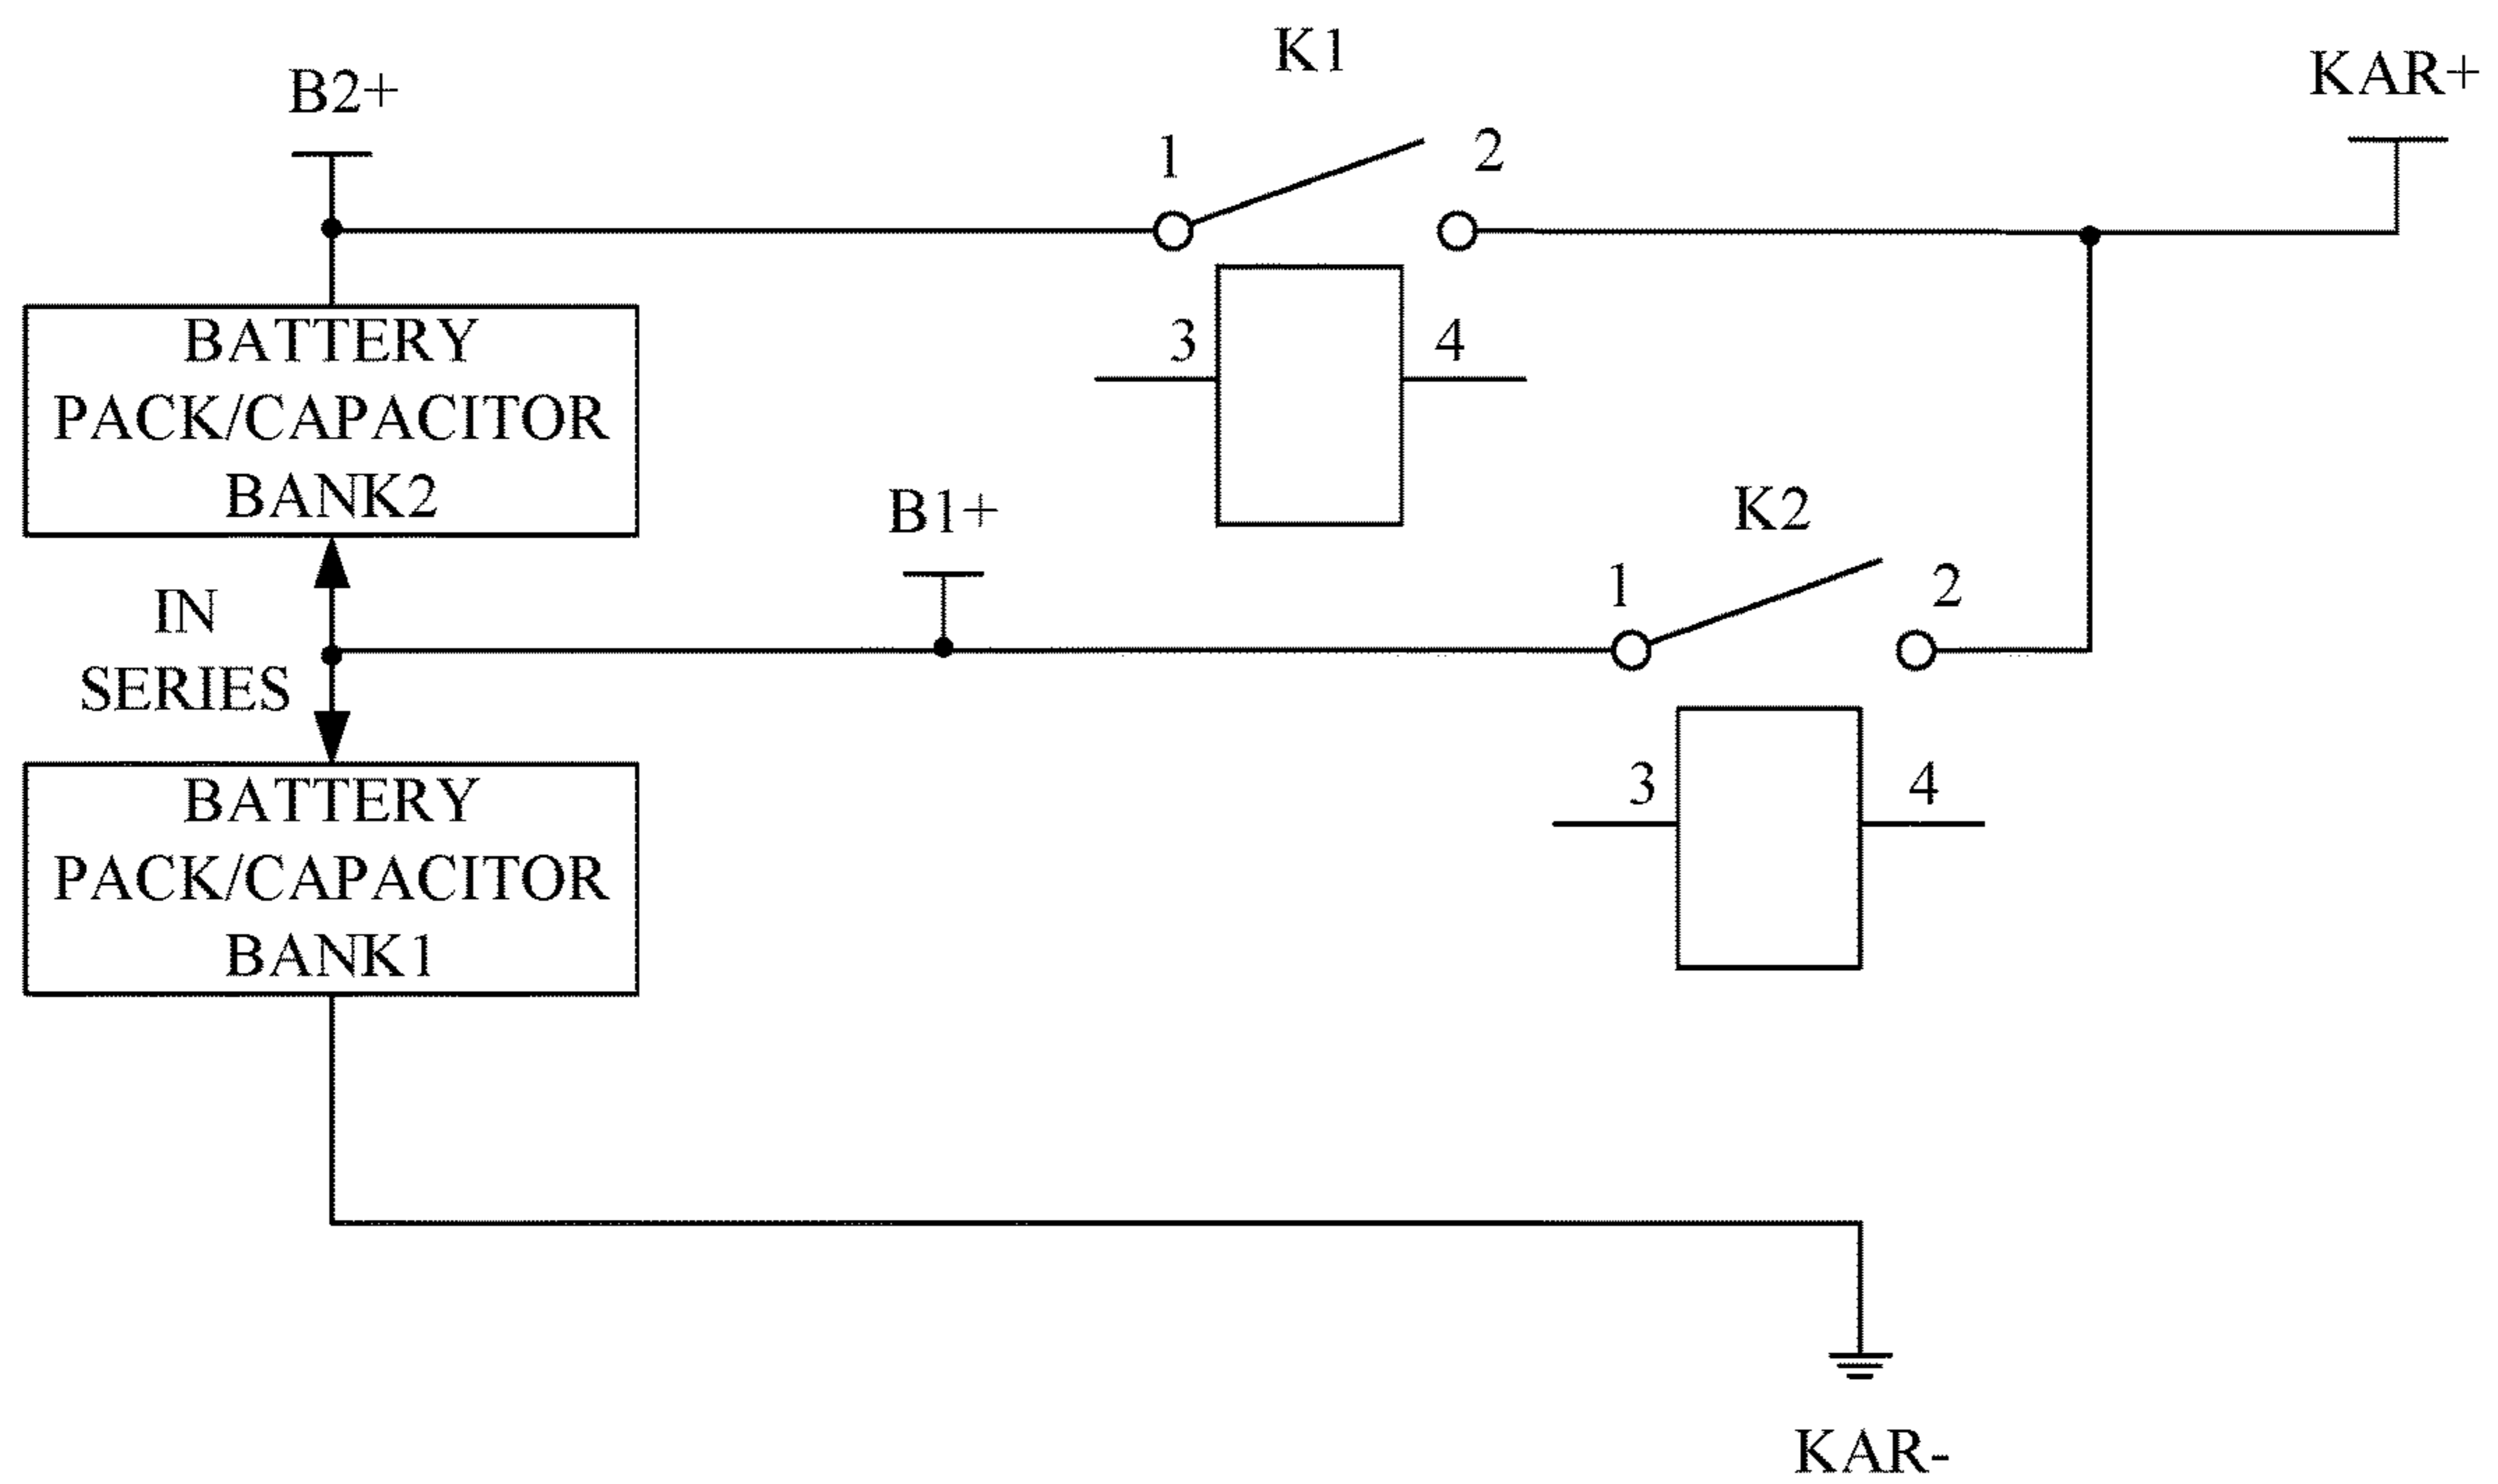 K1
KAR+
B2+
1
2
BATTERY
PACK/CAPACITOR
BANK2
3
4
B1+
K2
IN
SERIES
1
2
BATTERY
PACK/CAPACITOR
BANK1
3
4
KAR-